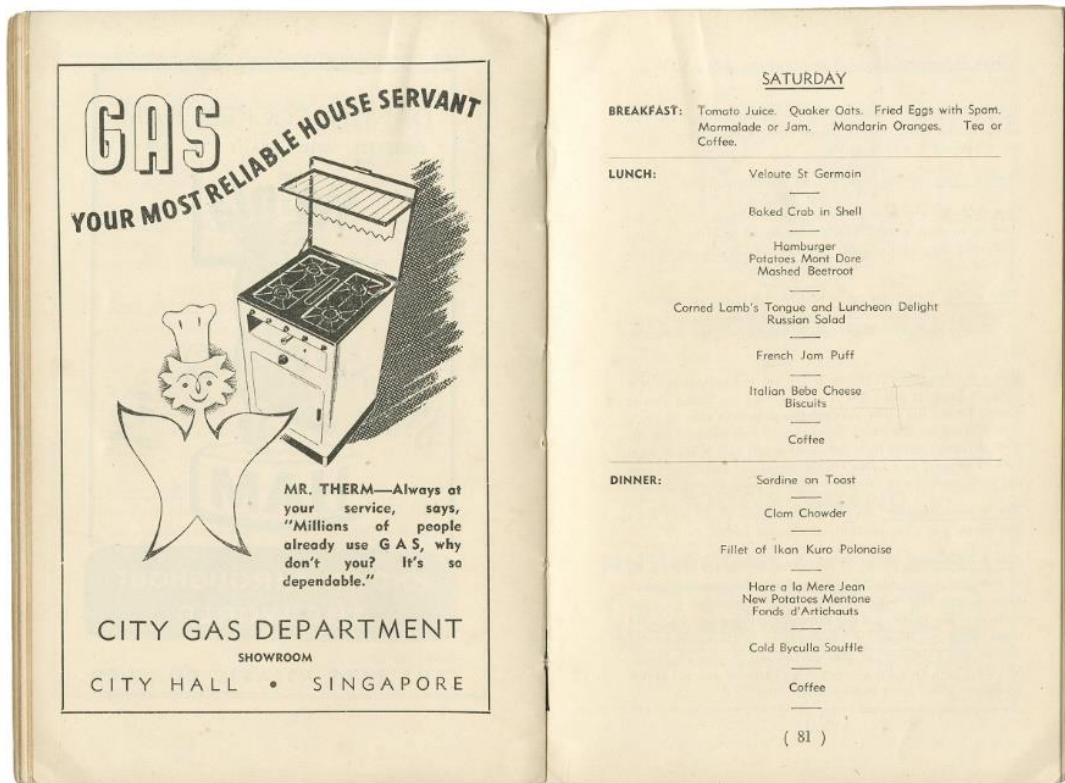 GAS
YOUR MOST RELIABLE HOUSE SERVANT
MR. THERM—Always at
your service, says,
"Millions of people
already use G A S, why
don't you? It's so
dependable."
CITY GAS DEPARTMENT
SHOWROOM
CITY HALL • SINGAPORE
SATURDAY
BREAKFAST: Tomato Juice. Quaker Oats. Fried Eggs with Spam.
Marmalade or Jam. Mandarin Oranges. Tea or
Coffee.
LUNCH: Veloute St Germain
Baked Crab in Shell
Hamburger
Potatoes Mont Dore
Mashed Beetroot
Corned Lamb's Tongue and Luncheon Delight
Russian Salad
French Jam Puff
Italian Bebe Cheese
Biscuits
Coffee
DINNER: Sardine on Toast
Clam Chowder
Fillet of Ikan Kuro Polonaise
Hare a la Mere Jean
New Potatoes Mentone
Fonds d'Artichauts
Cold Byculla Souffle
Coffee
( 81 )